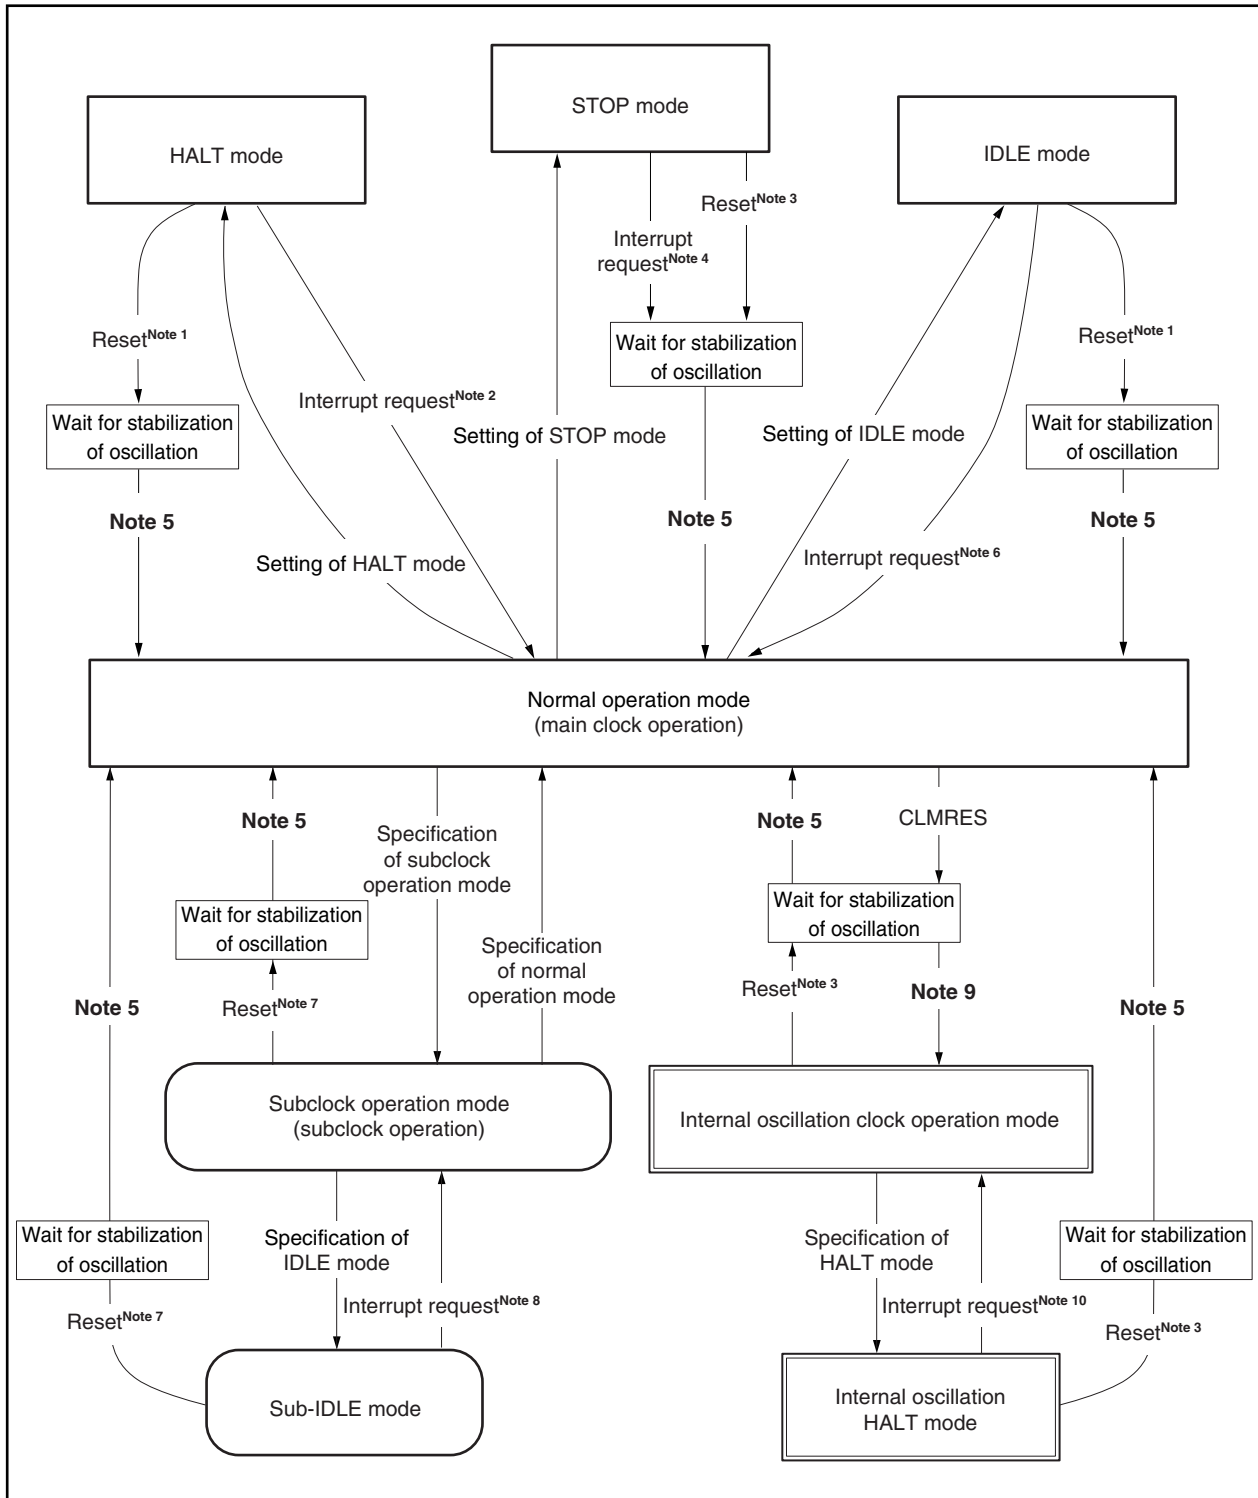 STOP mode
HALT mode
IDLE mode
Reset Note 3
Interrupt
request Note 4
Reset Note 1
Wait for stabilization
of oscillation
Reset Note 1
Interrupt request Note 2
Wait for stabilization
of oscillation
Setting of STOP mode
Setting of IDLE mode
Wait for stabilization
of oscillation
Note 5
Note 5
Note 5
Setting of HALT mode
Interrupt request Note 6
Normal operation mode
(main clock operation)
Note 5
Specification
of subclock
operation mode
Note 5
CLMRES
Wait for stabilization
of oscillation
Wait for stabilization
of oscillation
Specification
of normal
operation mode
Note 5
Reset Note 7
Reset Note 3
Note 9
Note 5
Subclock operation mode
(subclock operation)
Internal oscillation clock operation mode
Wait for stabilization
of oscillation
Specification of
IDLE mode
Specification of
HALT mode
Wait for stabilization
of oscillation
Reset Note 7
Interrupt request Note 8
Interrupt request Note 10
Reset Note 3
Sub-IDLE mode
Internal oscillation
HALT mode